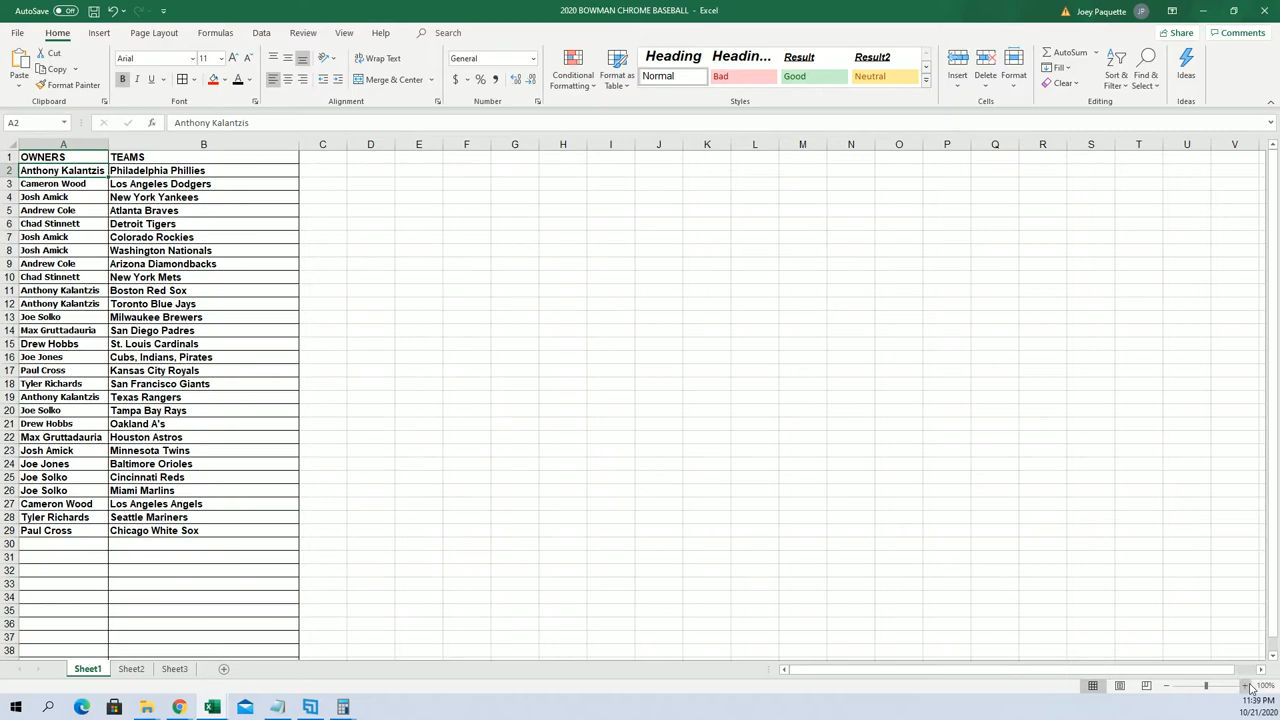 AutoSave Off 2020 BOWMAN CHROME BASEBALL - Excel Joey Paquette JP
File Home Insert Page Layout Formulas Data Review View Help Search Share Comments
Paste Cut Copy Format Painter Clipboard
Arial 11 A A B I U A Font
Wrap Text Merge & Center Alignment
General $ % , Number
Conditional Formatting Format as Table
Heading Headin... Result Result2
Normal Bad Good Neutral
Styles
Insert Delete Format Cells
AutoSum Fill Clear Sort & Filter Find & Select Editing
Ideas Ideas
A2 fx Anthony Kalantzis
A B C D E F G H I J K L M N O P Q R S T U V
1 OWNERS TEAMS
2 Anthony Kalantzis Philadelphia Phillies
3 Cameron Wood Los Angeles Dodgers
4 Josh Amick New York Yankees
5 Andrew Cole Atlanta Braves
6 Chad Stinnett Detroit Tigers
7 Josh Amick Colorado Rockies
8 Josh Amick Washington Nationals
9 Andrew Cole Arizona Diamondbacks
10 Chad Stinnett New York Mets
11 Anthony Kalantzis Boston Red Sox
12 Anthony Kalantzis Toronto Blue Jays
13 Joe Solko Milwaukee Brewers
14 Max Gruttadauria San Diego Padres
15 Drew Hobbs St. Louis Cardinals
16 Joe Jones Cubs, Indians, Pirates
17 Paul Cross Kansas City Royals
18 Tyler Richards San Francisco Giants
19 Anthony Kalantzis Texas Rangers
20 Joe Solko Tampa Bay Rays
21 Drew Hobbs Oakland A's
22 Max Gruttadauria Houston Astros
23 Josh Amick Minnesota Twins
24 Joe Jones Baltimore Orioles
25 Joe Solko Cincinnati Reds
26 Joe Solko Miami Marlins
27 Cameron Wood Los Angeles Angels
28 Tyler Richards Seattle Mariners
29 Paul Cross Chicago White Sox
30
31
32
33
34
35
36
37
38
Sheet1 Sheet2 Sheet3
100%
11:39 PM
10/21/2020